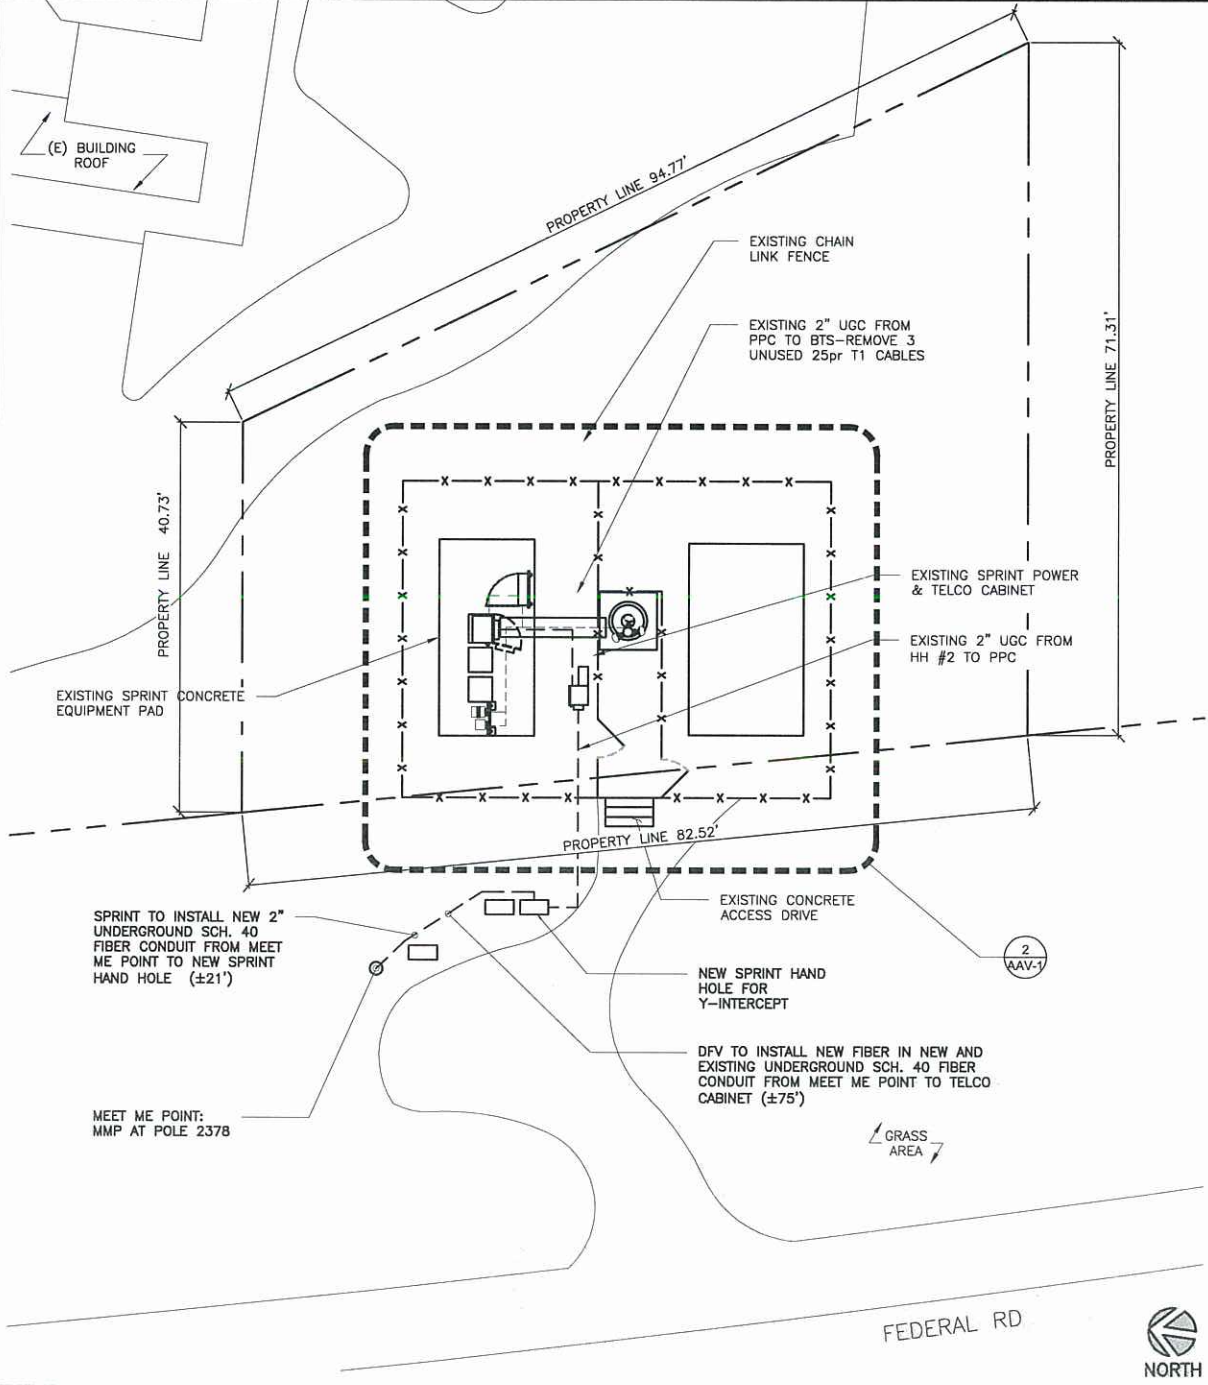 (E) BUILDING
ROOF
PROPERTY LINE 94.77'
EXISTING CHAIN
LINK FENCE
EXISTING 2" UGC FROM
PPC TO BTS-REMOVE 3
UNUSED 25pr T1 CABLES
PROPERTY LINE 71.31'
PROPERTY LINE 40.73'
EXISTING SPRINT POWER
& TELCO CABINET
EXISTING 2" UGC FROM
HH #2 TO PPC
EXISTING SPRINT CONCRETE
EQUIPMENT PAD
PROPERTY LINE 82.52'
EXISTING CONCRETE
ACCESS DRIVE
SPRINT TO INSTALL NEW 2"
UNDERGROUND SCH. 40
FIBER CONDUIT FROM MEET
ME POINT TO NEW SPRINT
HAND HOLE (±21')
2
AAV-1
NEW SPRINT HAND
HOLE FOR
Y-INTERCEPT
DFV TO INSTALL NEW FIBER IN NEW AND
EXISTING UNDERGROUND SCH. 40 FIBER
CONDUIT FROM MEET ME POINT TO TELCO
CABINET (±75')
MEET ME POINT:
MMP AT POLE 2378
GRASS
AREA
FEDERAL RD
NORTH